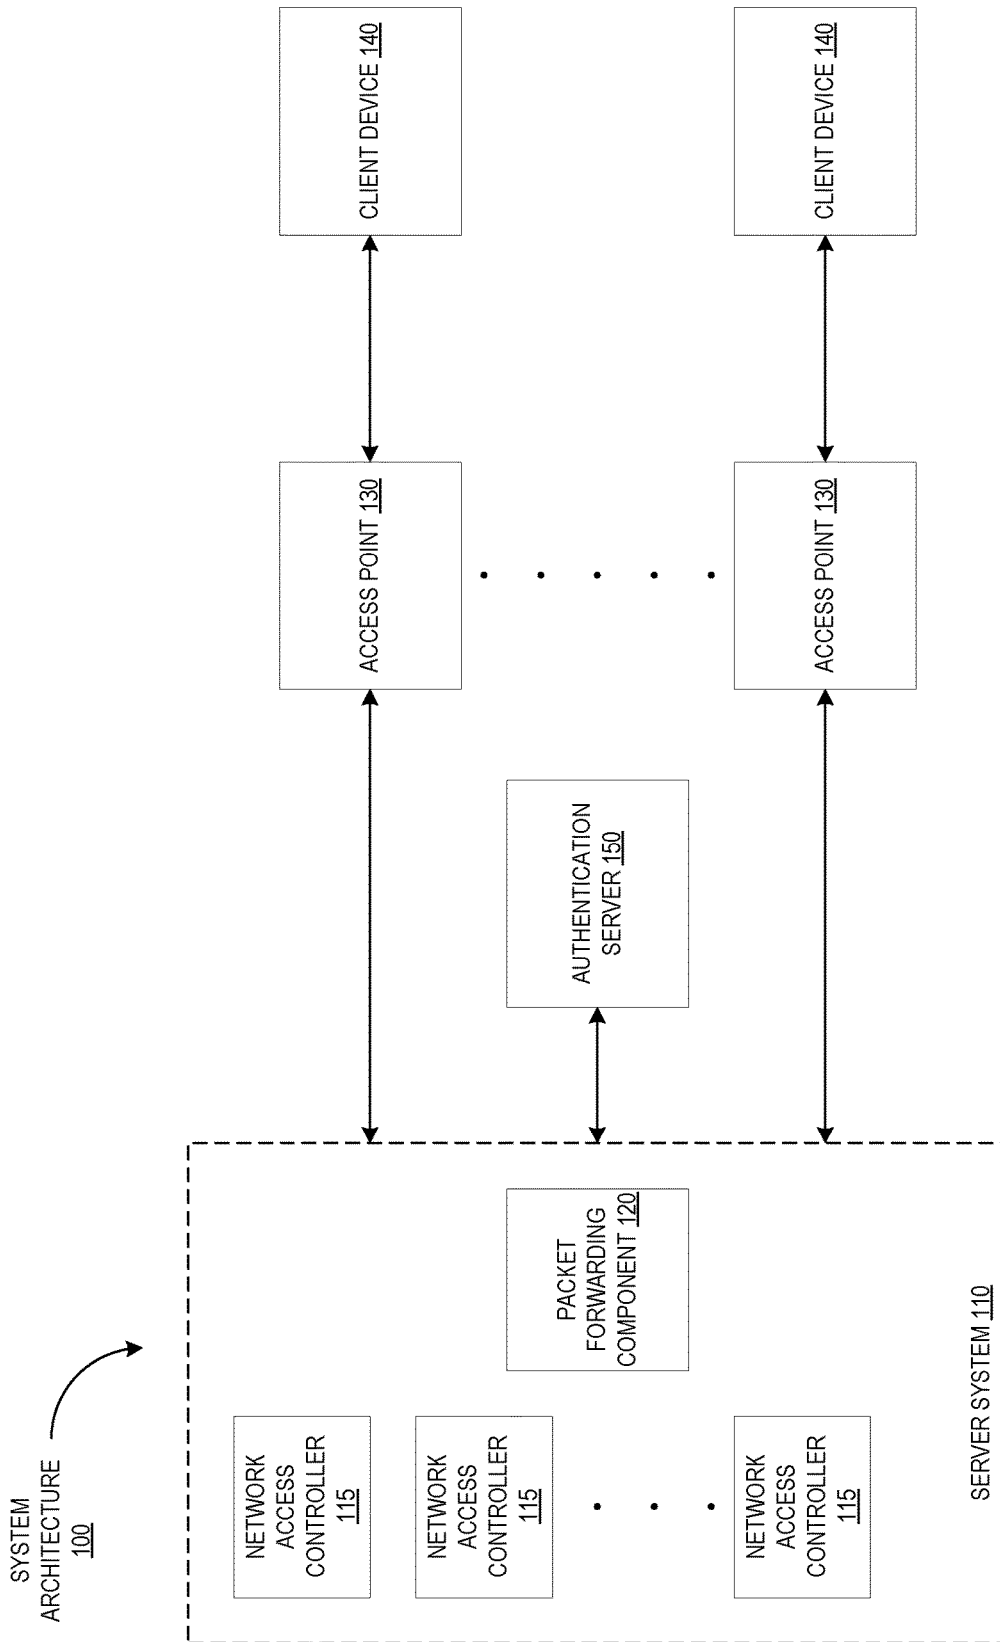 SYSTEM
ARCHITECTURE
100
NETWORK
ACCESS
CONTROLLER
115
NETWORK
ACCESS
CONTROLLER
115
NETWORK
ACCESS
CONTROLLER
115
PACKET
FORWARDING
COMPONENT 120
SERVER SYSTEM 110
AUTHENTICATION
SERVER 150
ACCESS POINT 130
ACCESS POINT 130
CLIENT DEVICE 140
CLIENT DEVICE 140